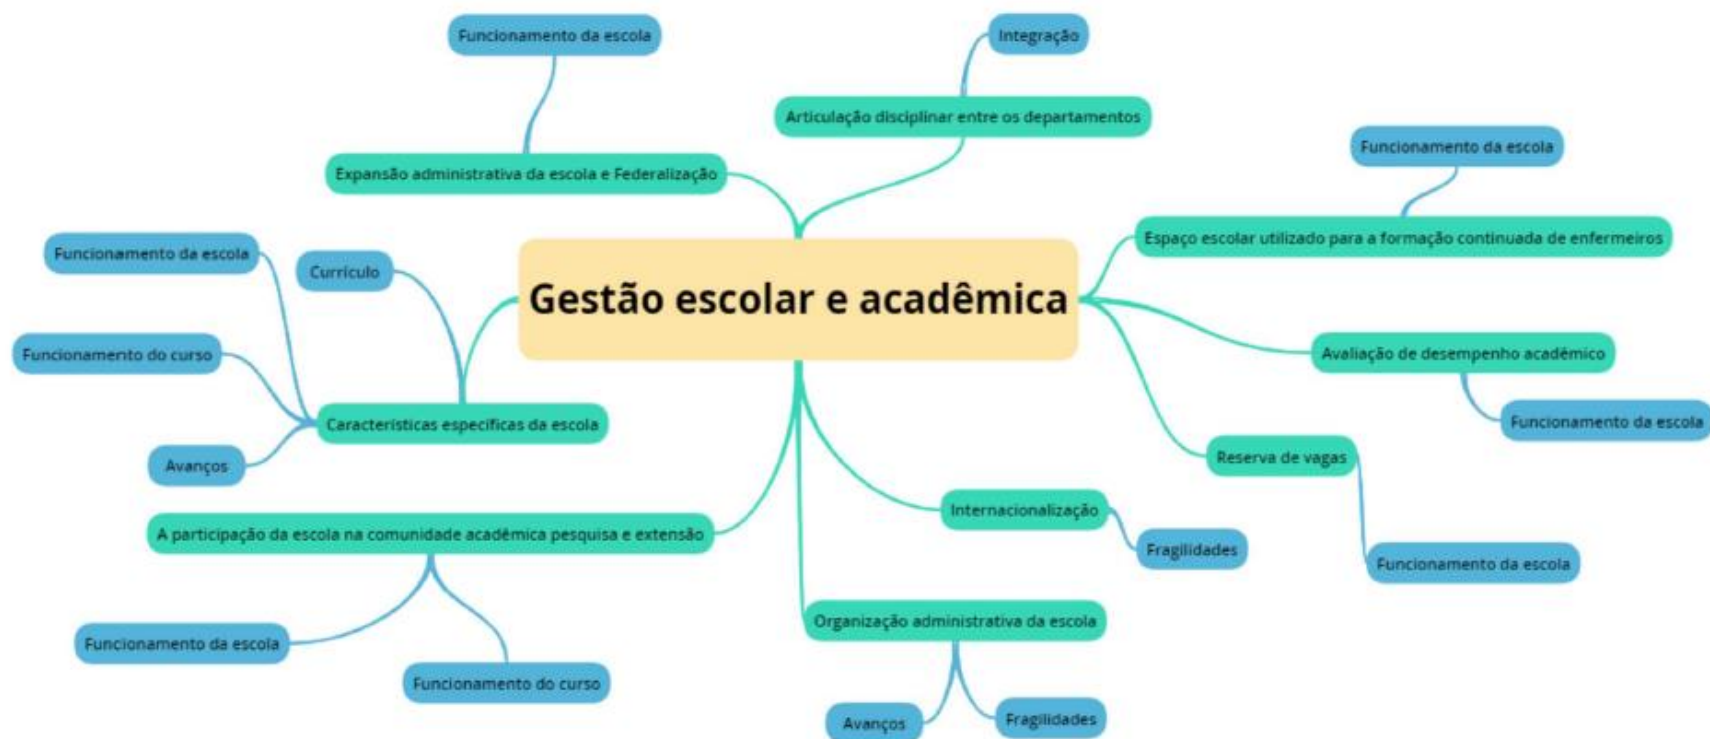 Funcionamento da escola
Integração
Articulação disciplinar entre os departamentos
Funcionamento da escola
Expansão administrativa da escola e Federalização
Espaço escolar utilizado para a formação continuada de enfermeiros
Funcionamento da escola
Currículo
Gestão escolar e acadêmica
Funcionamento do curso
Avaliação de desempenho acadêmico
Funcionamento da escola
Características específicas da escola
Avanços
Reserva de vagas
Internacionalização
A participação da escola na comunidade acadêmica pesquisa e extensão
Fragilidades
Funcionamento da escola
Organização administrativa da escola
Funcionamento da escola
Funcionamento do curso
Avanços
Fragilidades